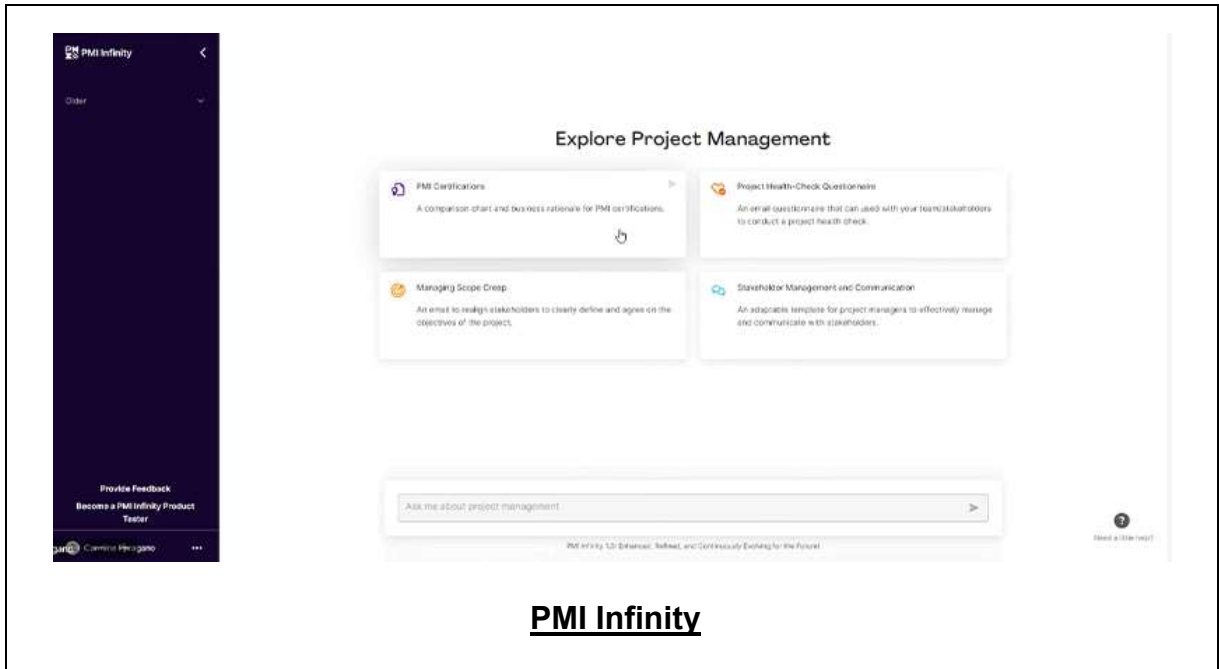 PMI Infinity
Older
Explore Project Management
PMI Certifications
A comparison chart and business rationale for PMI certifications.
Project Health-Check Questionnaire
An email questionnaire that can used with your team/stakeholders
to conduct a project health check.
Managing Scope Creep
An email to realign stakeholders to clearly define and agree on the
objectives of the project.
Stakeholder Management and Communication
An adaptable template for project managers to effectively manage
and communicate with stakeholders.
Provide Feedback
Become a PMI Infinity Product
Tester
Ask me about project management
PMI Infinity 1.0: Enhanced, Refined, and Continuously Evolving for the Future!
Need a little help?
PMI Infinity